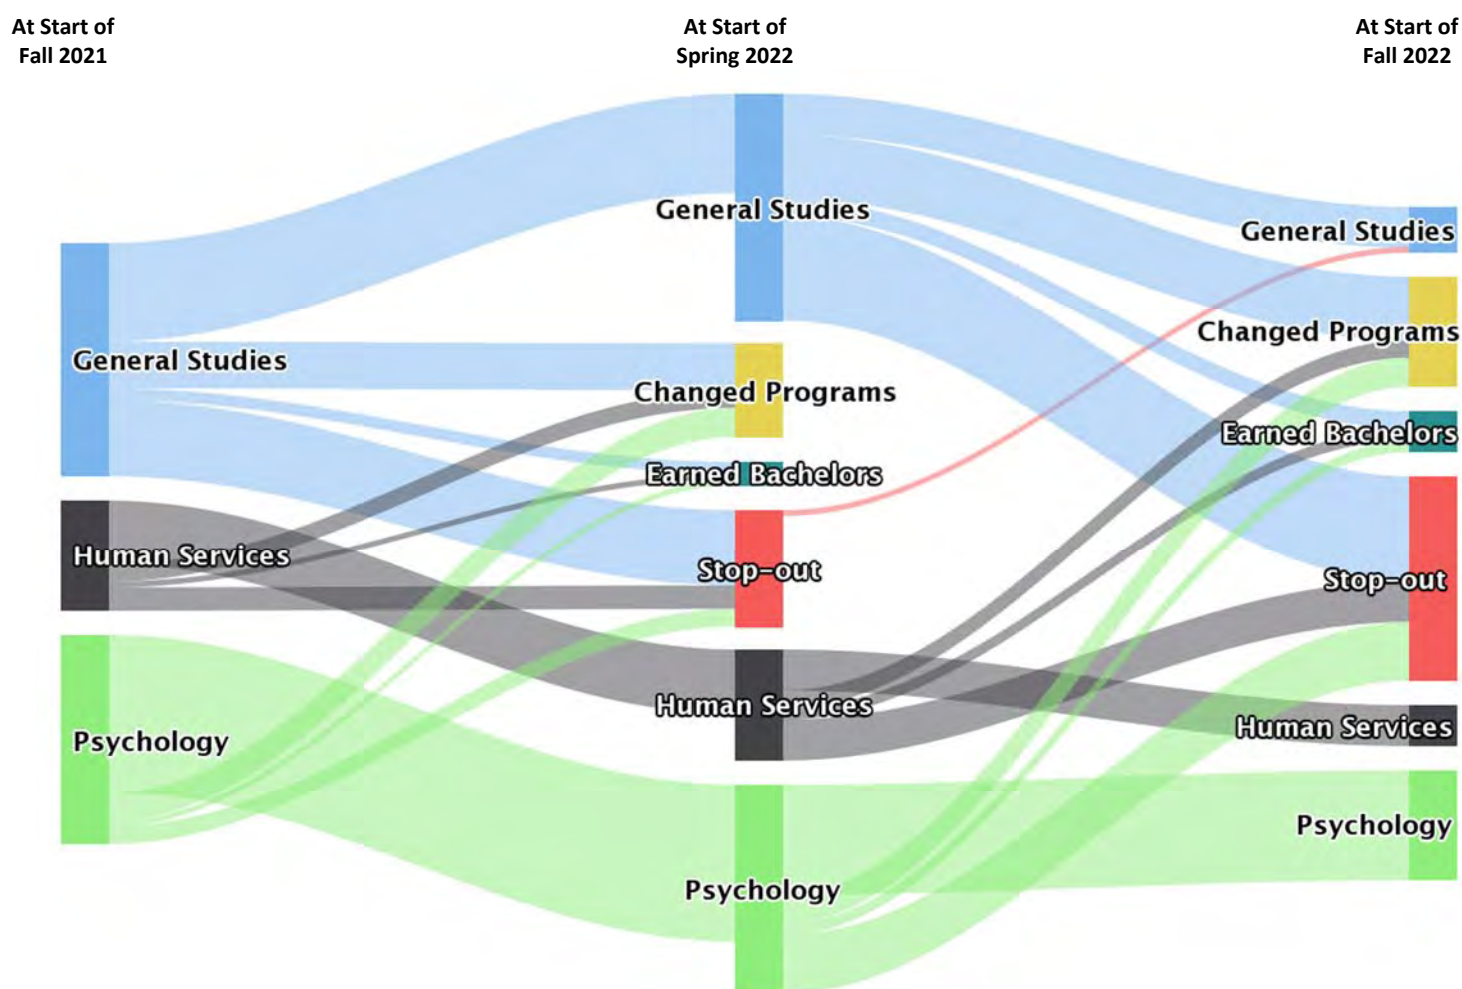 At Start of
Fall 2021
At Start of
Spring 2022
At Start of
Fall 2022
General Studies
Human Services
Psychology
General Studies
Changed Programs
Earned Bachelors
Stop-out
Human Services
Psychology
General Studies
Changed Programs
Earned Bachelors
Stop-out
Human Services
Psychology